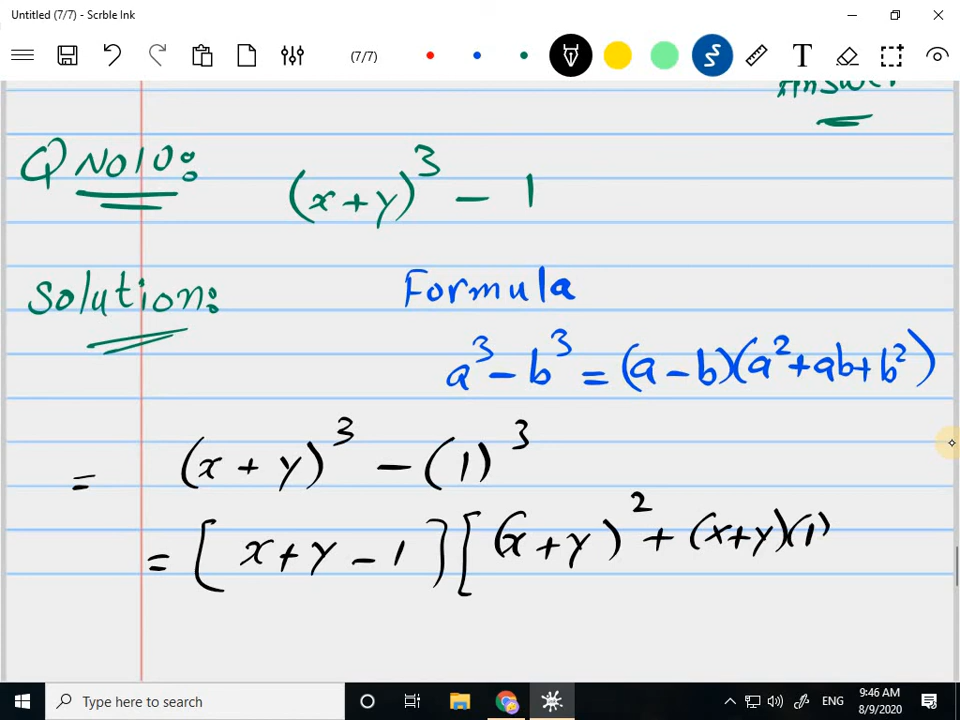 Untitled (7/7) - Scrble Ink
(7/7)
T
Answer
Q No10: (x+y)³ - 1
Solution: Formula
a³ - b³ = (a - b)(a² + ab + b²)
= (x + y)³ - (1)³
= [x + y - 1][(x + y)² + (x+y)(1)
Type here to search
ENG
9:46 AM
8/9/2020